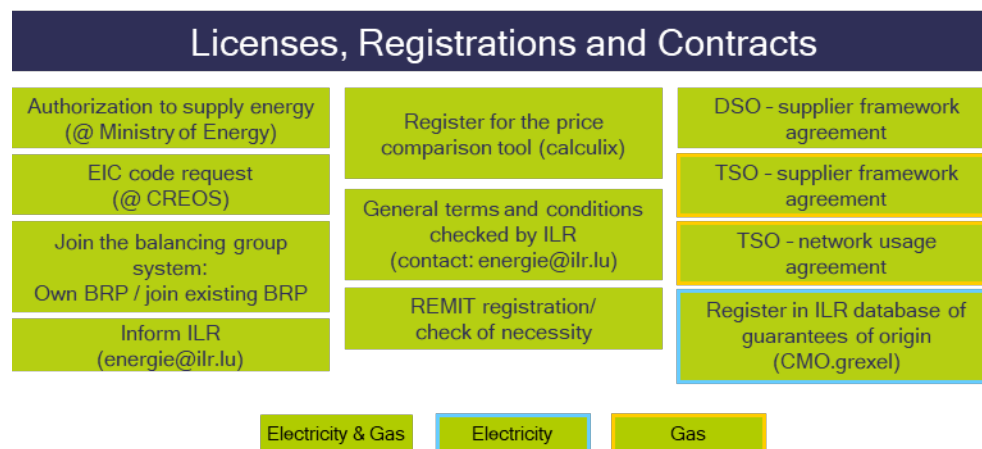 Licenses, Registrations and Contracts
Authorization to supply energy
(@ Ministry of Energy)
EIC code request
(@ CREOS)
Join the balancing group
system:
Own BRP / join existing BRP
Inform ILR
(energie@ilr.lu)
Register for the price
comparison tool (calculix)
General terms and conditions
checked by ILR
(contact: energie@ilr.lu)
REMIT registration/
check of necessity
DSO - supplier framework
agreement
TSO - supplier framework
agreement
TSO - network usage
agreement
Register in ILR database of
guarantees of origin
(CMO.grexel)
Electricity & Gas
Electricity
Gas